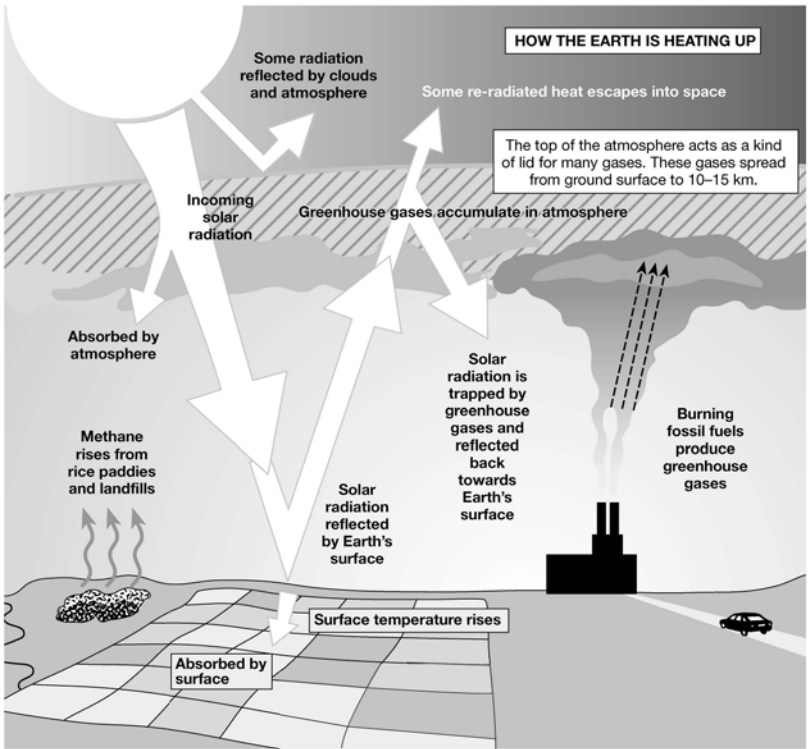 HOW THE EARTH IS HEATING UP
Some radiation
reflected by clouds
and atmosphere
Some re-radiated heat escapes into space
The top of the atmosphere acts as a kind
of lid for many gases. These gases spread
from ground surface to 10–15 km.
Incoming
solar
radiation
Greenhouse gases accumulate in atmosphere
Absorbed by
atmosphere
Solar
radiation is
trapped by
greenhouse
gases and
reflected
back
towards
Earth's
surface
Burning
fossil fuels
produce
greenhouse
gases
Methane
rises from
rice paddies
and landfills
Solar
radiation
reflected
by Earth's
surface
Surface temperature rises
Absorbed by
surface